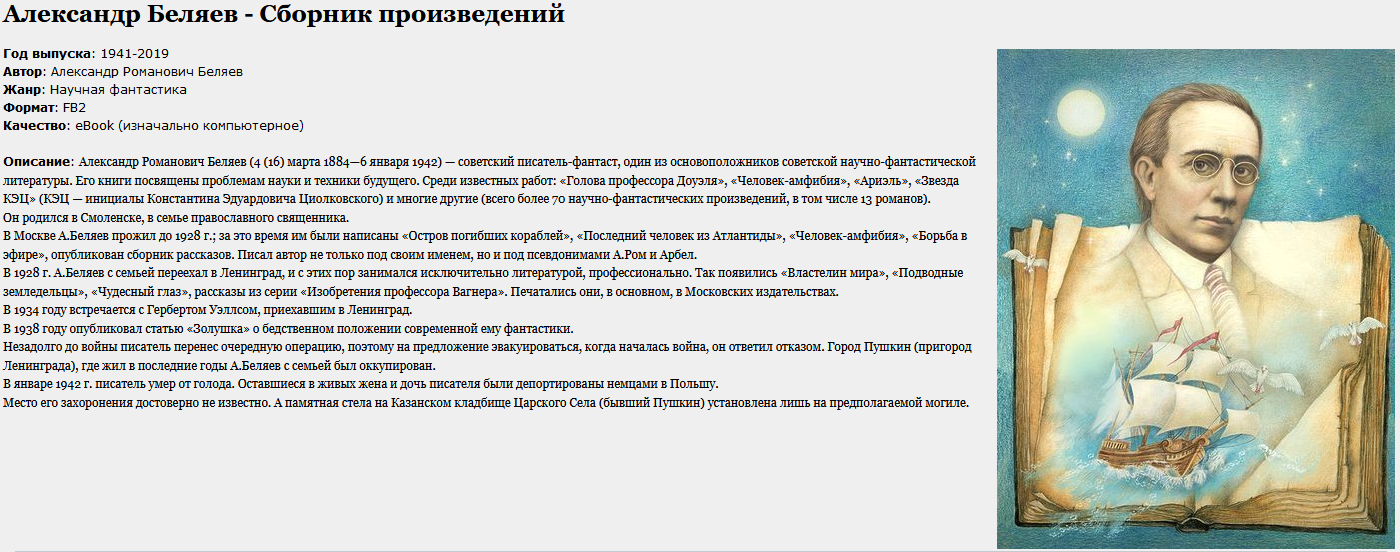 Александр Беляев - Сборник произведений
Год выпуска: 1941-2019
Автор: Александр Романович Беляев
Жанр: Научная фантастика
Формат: FB2
Качество: eBook (изначально компьютерное)
Описание: Александр Романович Беляев (4 (16) марта 1884—6 января 1942) — советский писатель-фантаст, один из основоположников советской научно-фантастической
литературы. Его книги посвящены проблемам науки и техники будущего. Среди известных работ: «Голова профессора Доуэля», «Человек-амфибия», «Ариэль», «Звезда
КЭЦ» (КЭЦ — инициалы Константина Эдуардовича Циолковского) и многие другие (всего более 70 научно-фантастических произведений, в том числе 13 романов).
Он родился в Смоленске, в семье православного священника.
В Москве А.Беляев прожил до 1928 г.; за это время им были написаны «Остров погибших кораблей», «Последний человек из Атлантиды», «Человек-амфибия», «Борьба в
эфире», опубликован сборник рассказов. Писал автор не только под своим именем, но и под псевдонимами А.Ром и Арбел.
В 1928 г. А.Беляев с семьей переехал в Ленинград, и с этих пор занимался исключительно литературой, профессионально. Так появились «Властелин мира», «Подводные
земледельцы», «Чудесный глаз», рассказы из серии «Изобретения профессора Вагнера». Печатались они, в основном, в Московских издательствах.
В 1934 году встречается с Гербертом Уэллсом, приехавшим в Ленинград.
В 1938 году опубликовал статью «Золушка» о бедственном положении современной ему фантастики.
Незадолго до войны писатель перенес очередную операцию, поэтому на предложение эвакуироваться, когда началась война, он ответил отказом. Город Пушкин (пригород
Ленинграда), где жил в последние годы А.Беляев с семьей был оккупирован.
В январе 1942 г. писатель умер от голода. Оставшиеся в живых жена и дочь писателя были депортированы немцами в Польшу.
Место его захоронения достоверно не известно. А памятная стела на Казанском кладбище Царского Села (бывший Пушкин) установлена лишь на предполагаемой могиле.